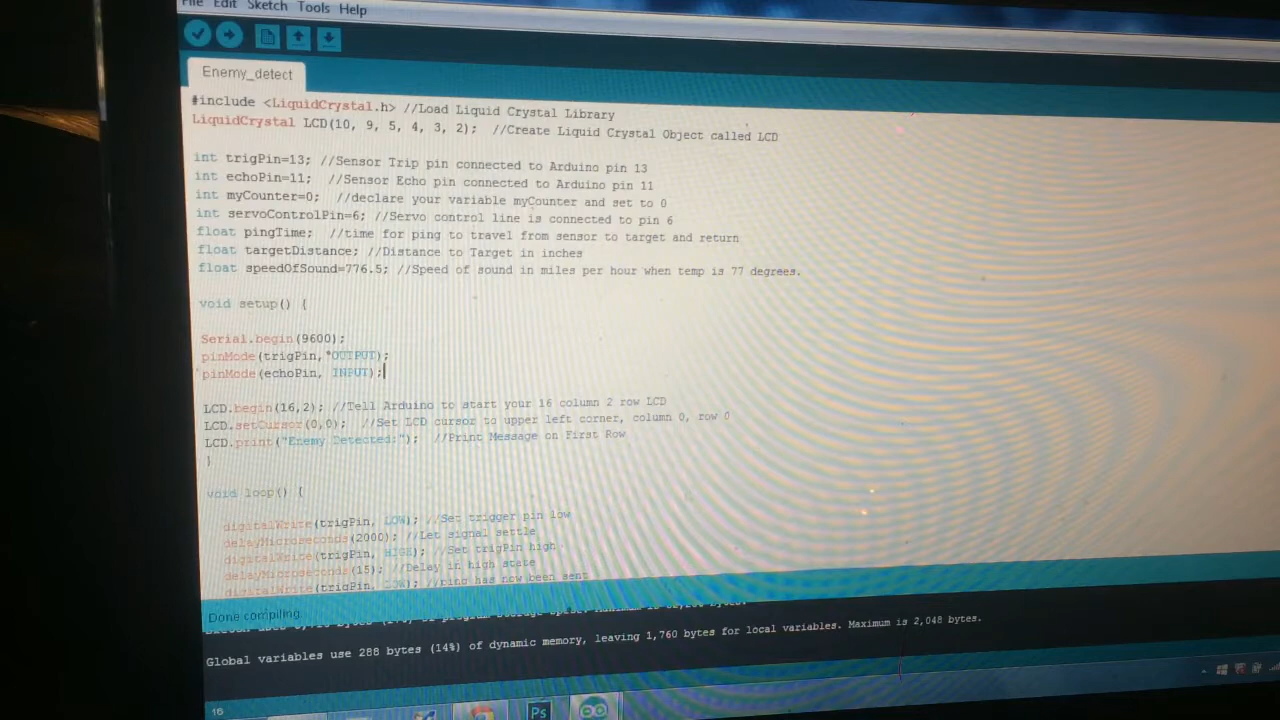 File Edit Sketch Tools Help
Enemy_detect
#include <LiquidCrystal.h> //Load Liquid Crystal Library
LiquidCrystal LCD(10, 9, 5, 4, 3, 2);  //Create Liquid Crystal Object called LCD
int trigPin=13; //Sensor Trip pin connected to Arduino pin 13
int echoPin=11;  //Sensor Echo pin connected to Arduino pin 11
int myCounter=0;  //declare your variable myCounter and set to 0
int servoControlPin=6; //Servo control line is connected to pin 6
float pingTime;  //time for ping to travel from sensor to target and return
float targetDistance; //Distance to Target in inches
float speedOfSound=776.5; //Speed of sound in miles per hour when temp is 77 degrees.
void setup() {
Serial.begin(9600);
pinMode(trigPin, OUTPUT);
pinMode(echoPin, INPUT);
LCD.begin(16,2); //Tell Arduino to start your 16 column 2 row LCD
LCD.setCursor(0,0);  //Set LCD cursor to upper left corner, column 0, row 0
LCD.print("Enemy Detected:");  //Print Message on First Row
}
void loop() {
digitalWrite(trigPin, LOW); //Set trigger pin low
delayMicroseconds(2000); //Let signal settle
digitalWrite(trigPin, HIGH); //Set trigPin high
delayMicroseconds(15); //Delay in high state
digitalWrite(trigPin, LOW); //ping has now been sent
Done compiling.
Global variables use 288 bytes (14%) of dynamic memory, leaving 1,760 bytes for local variables. Maximum is 2,048 bytes.
16
Ps